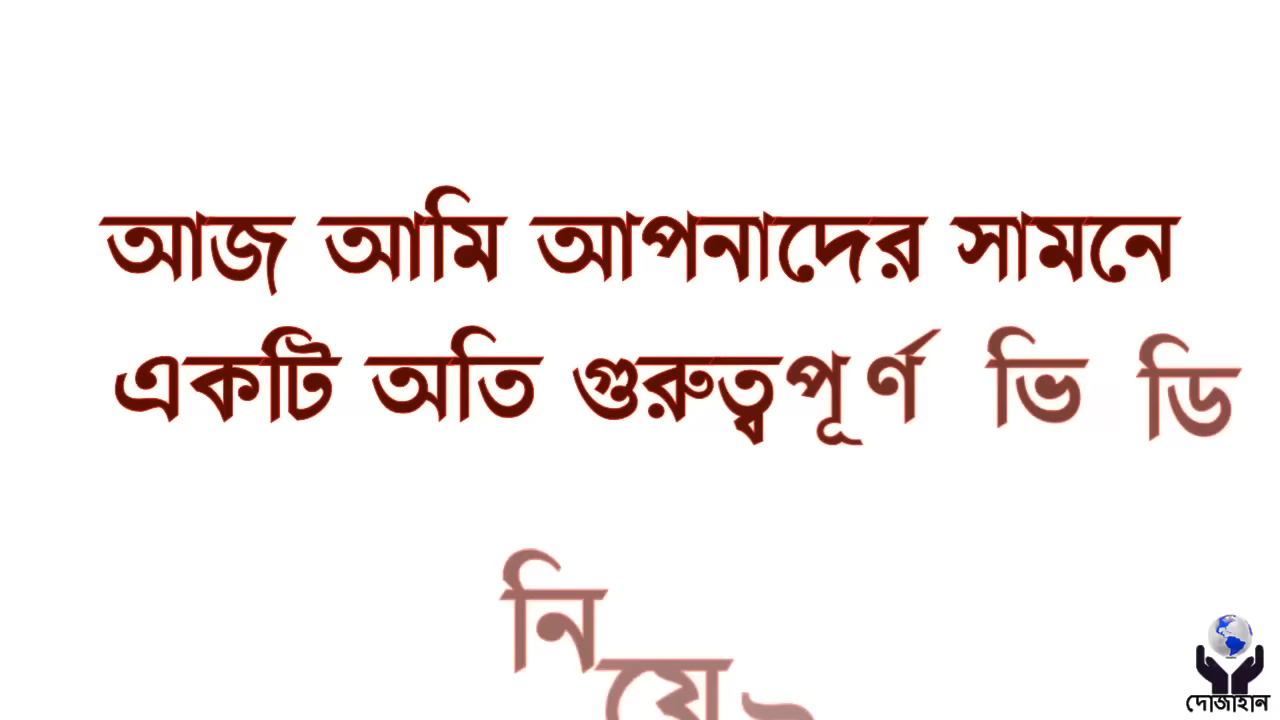 আজ আমি আপনাদের সামনে
একটি অতি গুরুত্বপূর্ণ ভি ডি
নিয়ে
দোজাহান